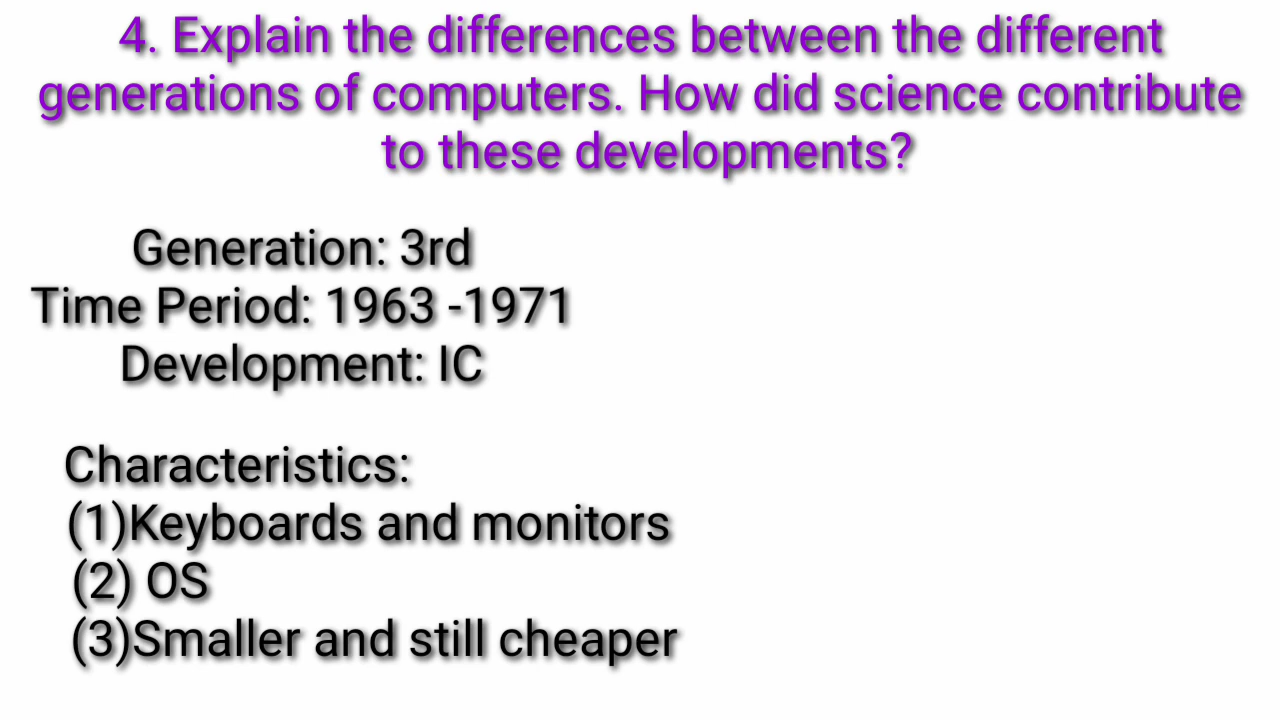 4. Explain the differences between the different
generations of computers. How did science contribute
to these developments?
Generation: 3rd
Time Period: 1963 -1971
Development: IC
Characteristics:
(1)Keyboards and monitors
(2) OS
(3)Smaller and still cheaper